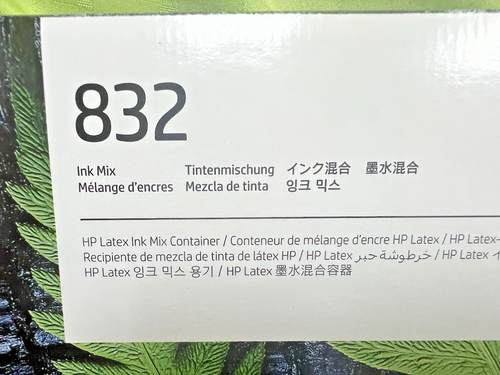 832
Ink Mix Tintenmischung インク混合 墨水混合
Mélange d'encres Mezcla de tinta 잉크 믹스
HP Latex Ink Mix Container / Conteneur de mélange d'encre HP Latex / HP Latex-
Recipiente de mezcla de tinta de látex HP / HP Latex خرطوشة حبر / HP Latex イ
HP Latex 잉크 믹스 용기 / HP Latex 墨水混合容器